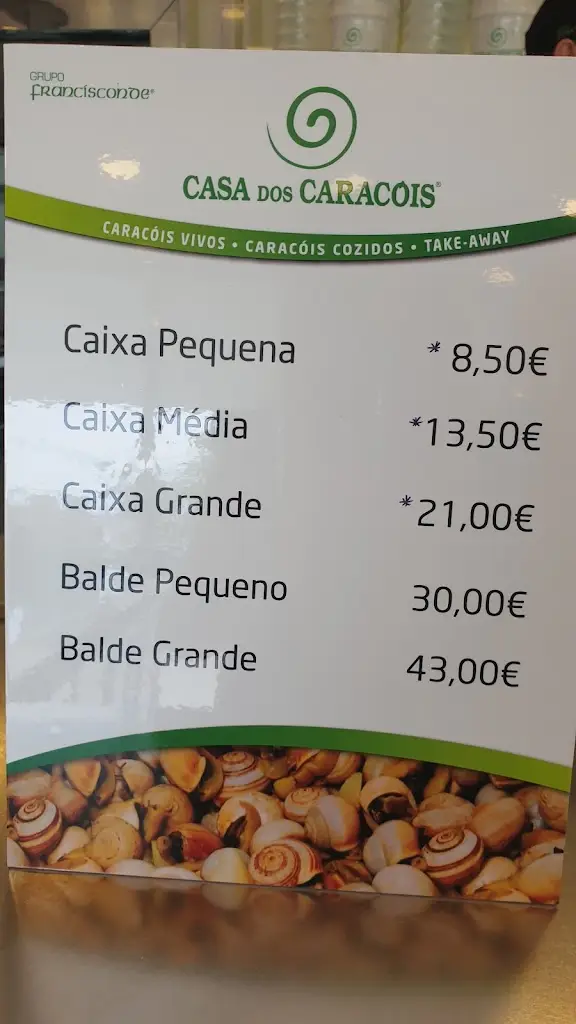 GRUPO
francisconde®
CASA DOS CARACÓIS®
CARACÓIS VIVOS • CARACÓIS COZIDOS • TAKE-AWAY
Caixa Pequena * 8,50€
Caixa Média *13,50€
Caixa Grande *21,00€
Balde Pequeno 30,00€
Balde Grande 43,00€